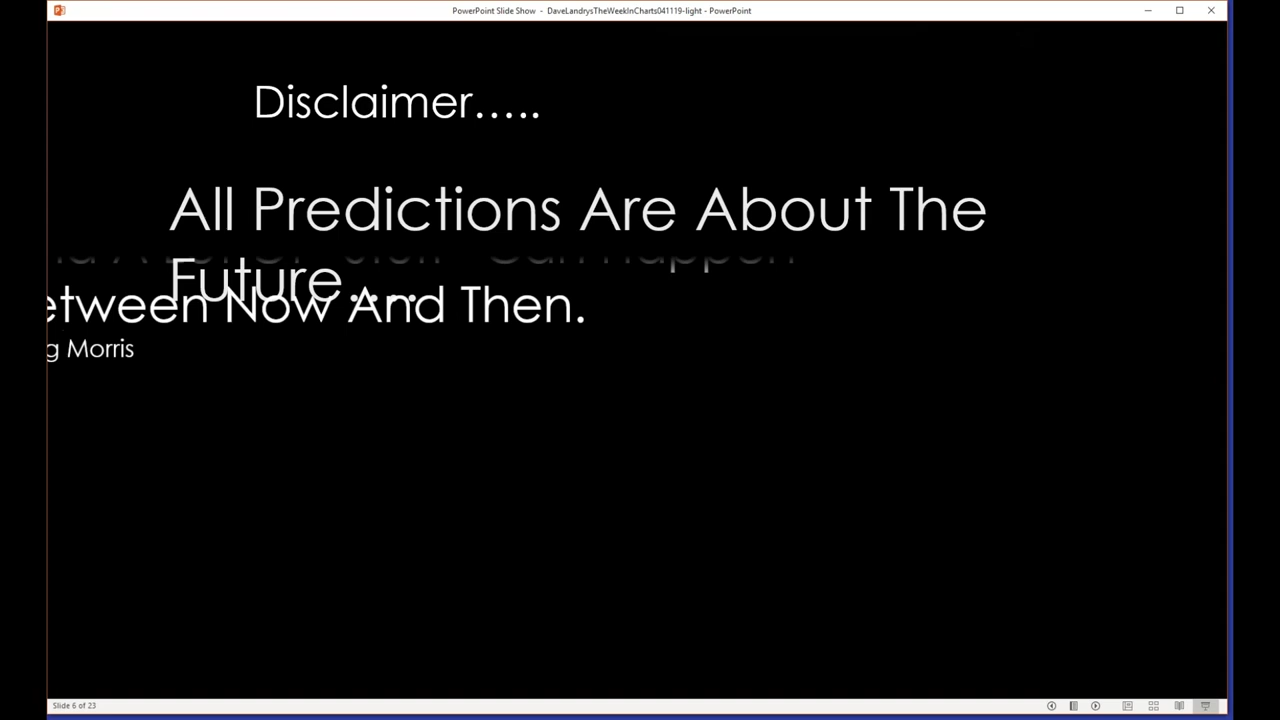 PowerPoint Slide Show - DaveLandrysTheWeekInCharts041119-light - PowerPoint
Disclaimer.....
All Predictions Are About The
Future....
etween Now And Then.
g Morris
Slide 6 of 23